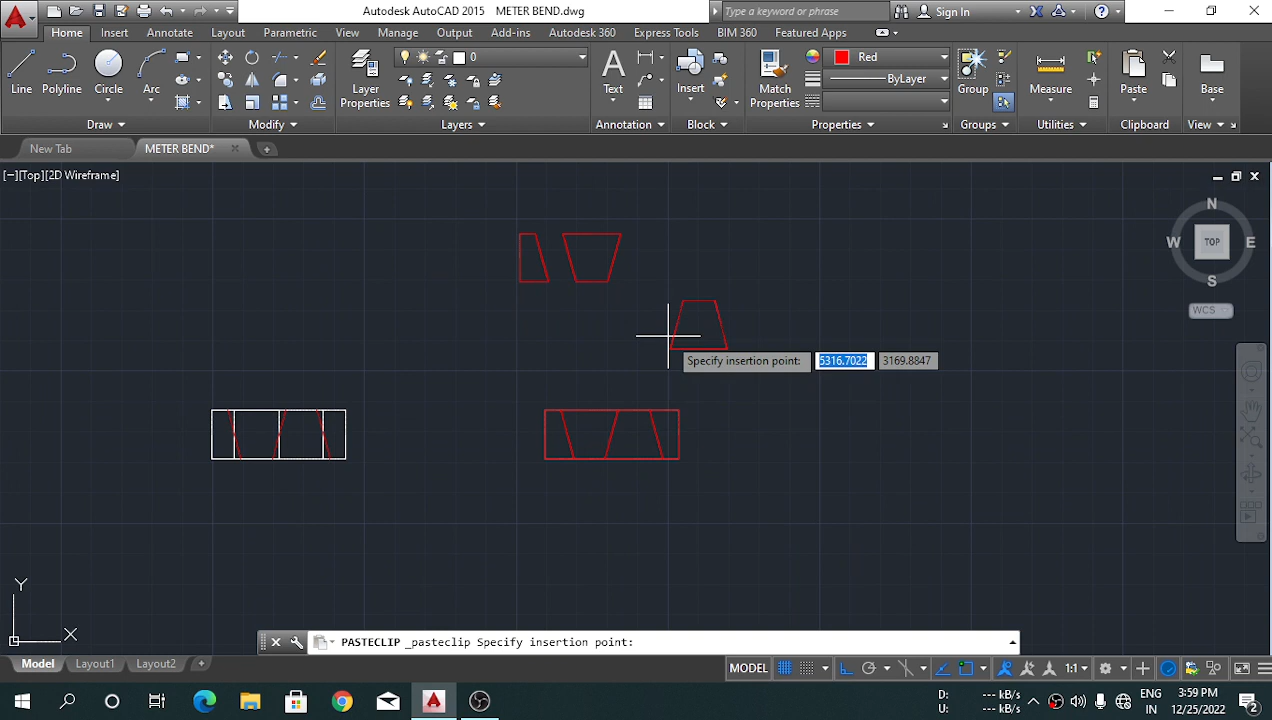 Autodesk AutoCAD 2015 METER BEND.dwg
Type a keyword or phrase
Sign In
Home Insert Annotate Layout Parametric View Manage Output Add-ins Autodesk 360 Express Tools BIM 360 Featured Apps
Line Polyline Circle Arc
Layer Properties
0
Text
Insert
Match Properties
Red
ByLayer
Group
Measure
Paste
Base
Draw Modify Layers Annotation Block Properties Groups Utilities Clipboard View
New Tab
METER BEND*
[−][Top][2D Wireframe]
N
W TOP E
S
WCS
Specify insertion point: 5316.7022 3169.8847
Y
X
PASTECLIP _pasteclip Specify insertion point:
Model Layout1 Layout2
MODEL
1:1
D: --- kB/s
U: --- kB/s
ENG
IN
3:59 PM
12/25/2022
2